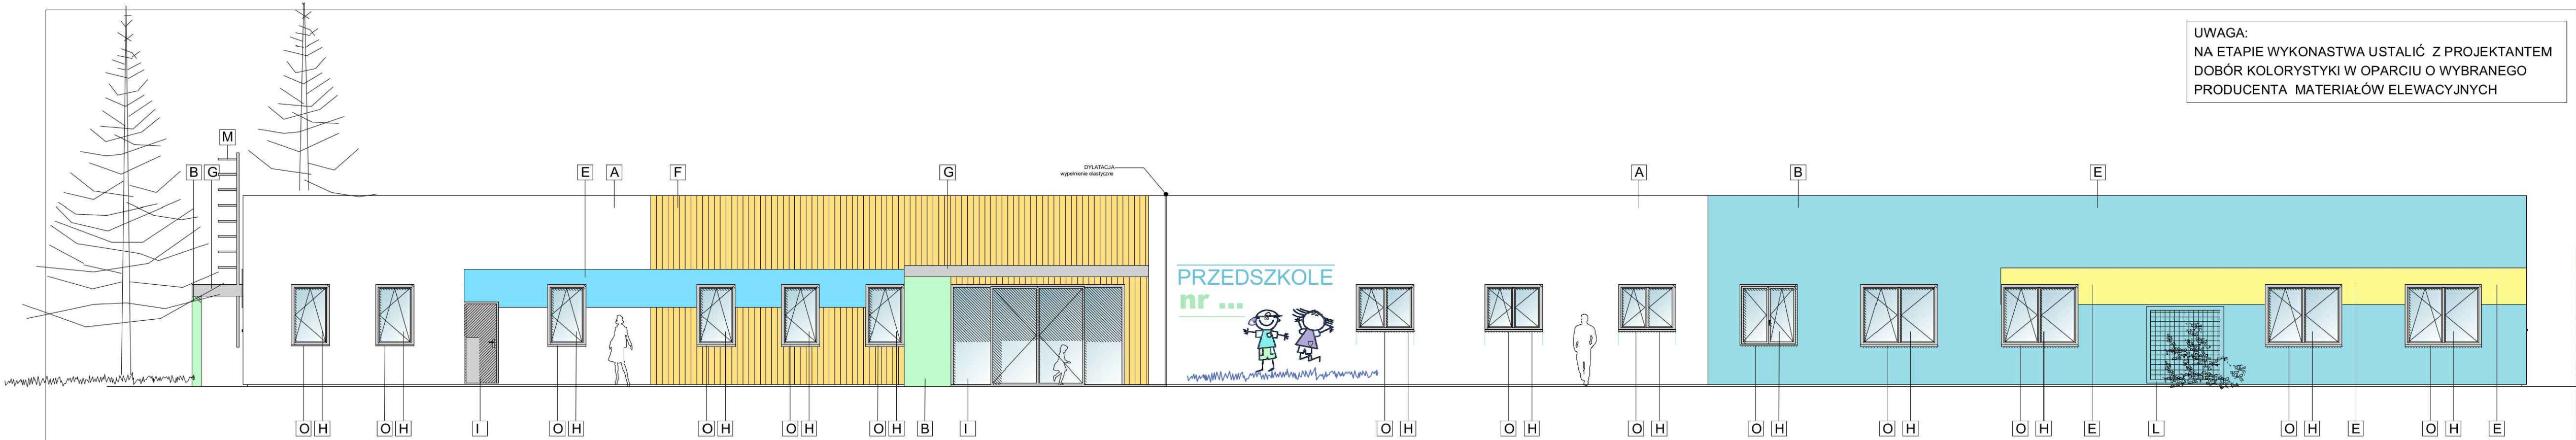 UWAGA:
NA ETAPIE WYKONASTWA USTALIĆ Z PROJEKTANTEM
DOBÓR KOLORYSTYKI W OPARCIU O WYBRANEGO
PRODUCENTA MATERIAŁÓW ELEWACYJNYCH
M
B G E A F G A B E
DYLATACJA
wypełnienie elastyczne
PRZEDSZKOLE
nr ...
O H O H I O H O H O H O H B I O H O H O H O H O H O H E L O H E O H E